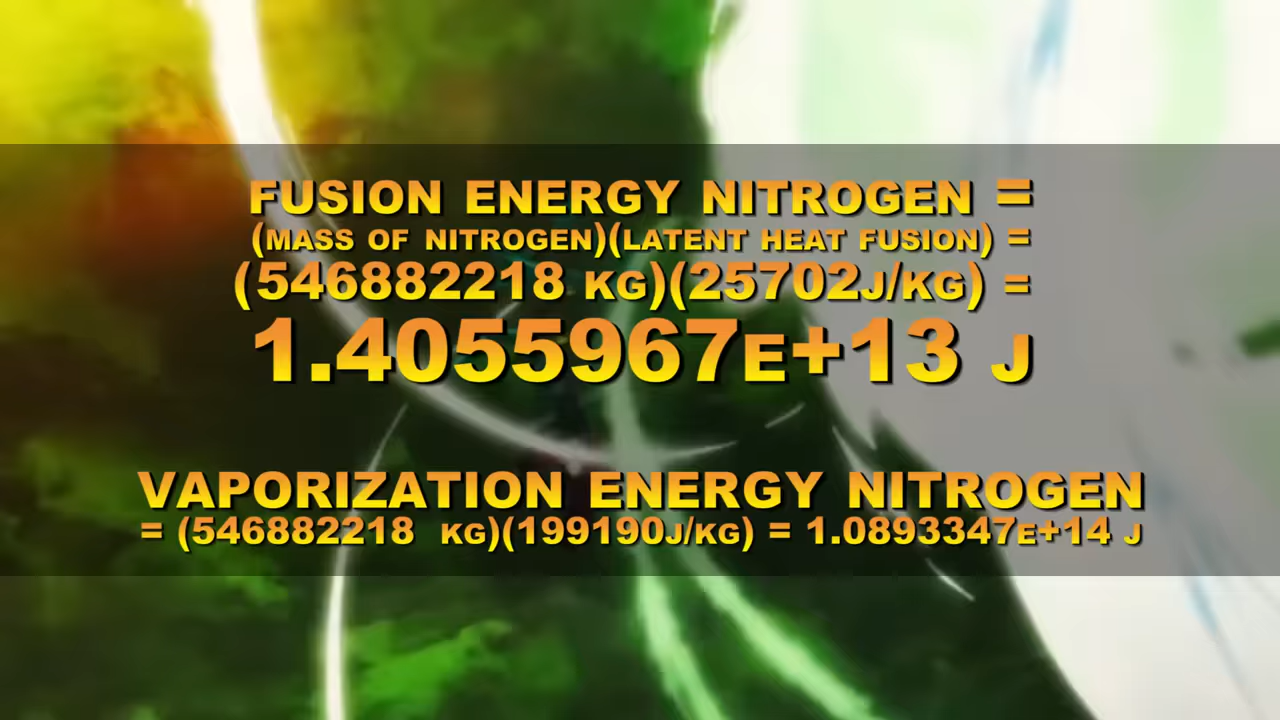 FUSION ENERGY NITROGEN =
(MASS OF NITROGEN)(LATENT HEAT FUSION) =
(546882218 KG)(25702J/KG) =
1.4055967E+13 J
VAPORIZATION ENERGY NITROGEN
= (546882218 KG)(199190J/KG) = 1.0893347E+14 J